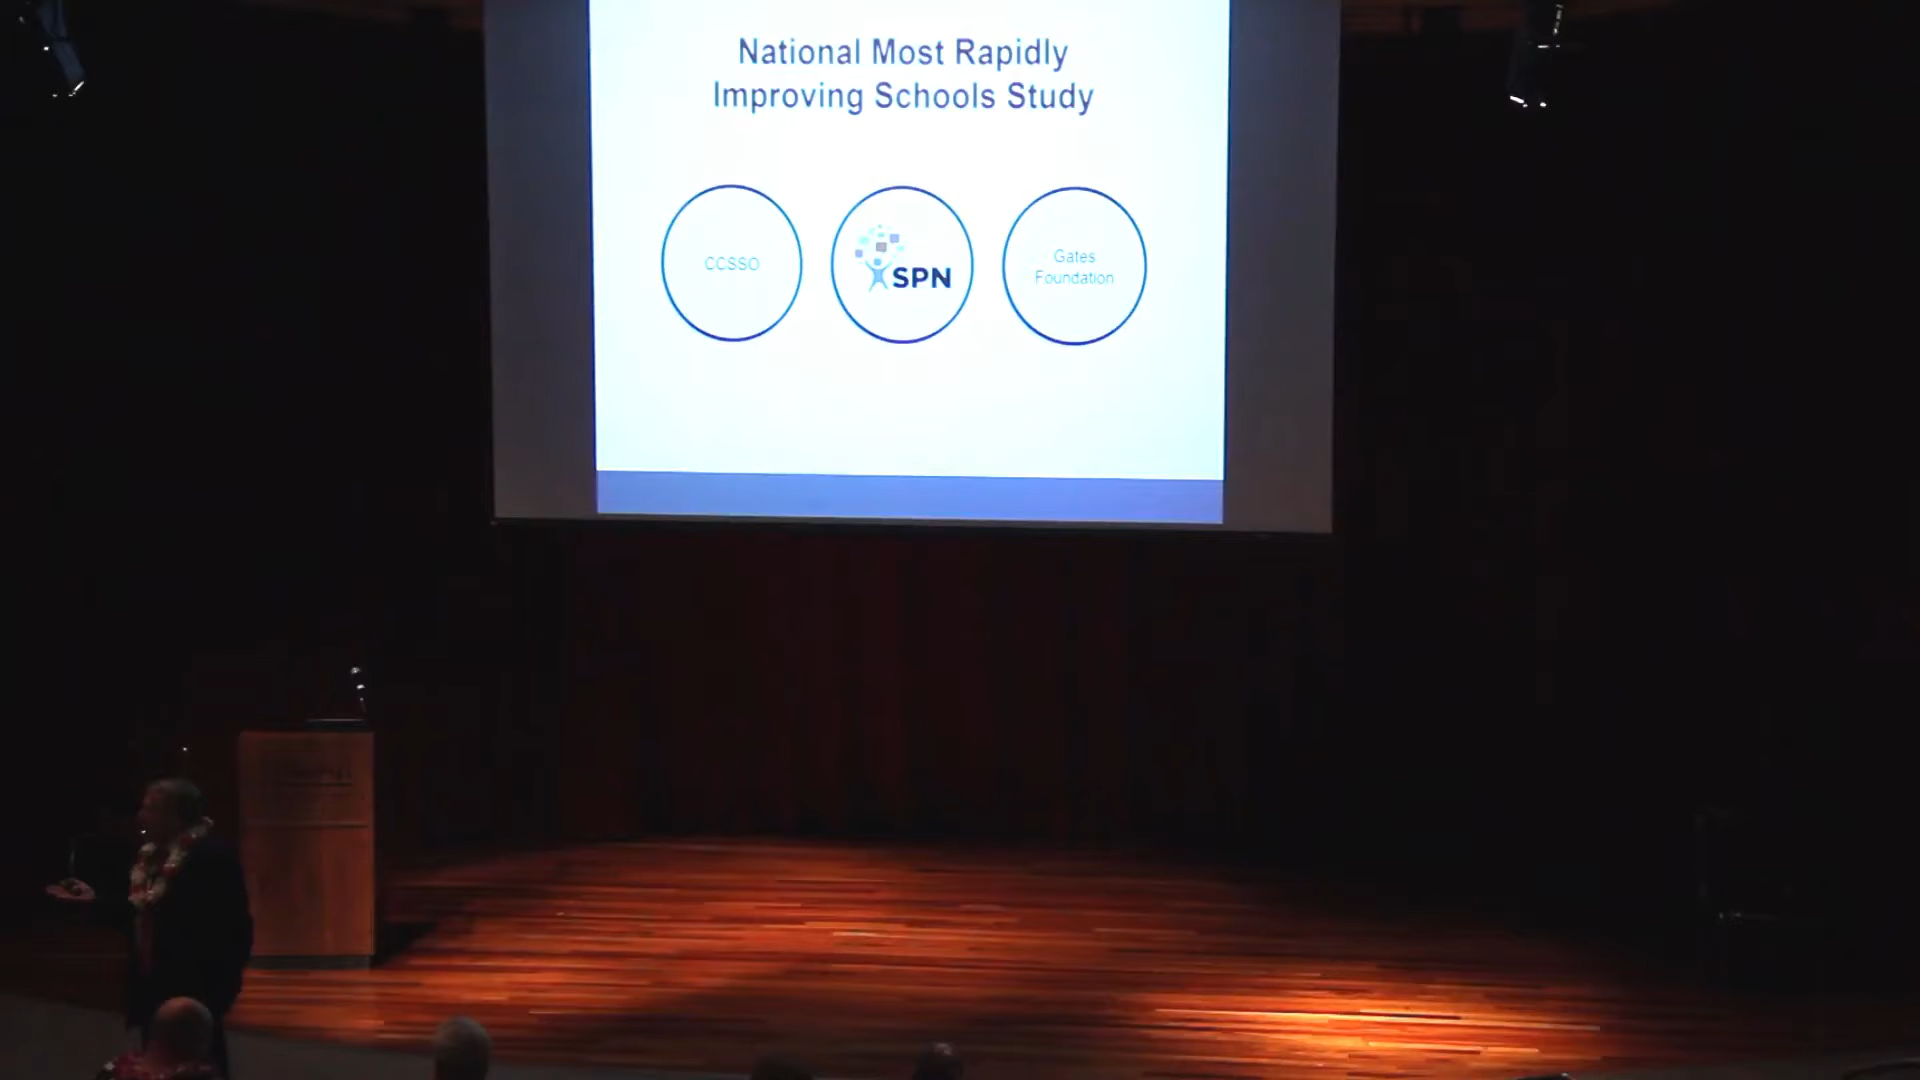 National Most Rapidly
Improving Schools Study
CCSSO
SPN
Gates
Foundation